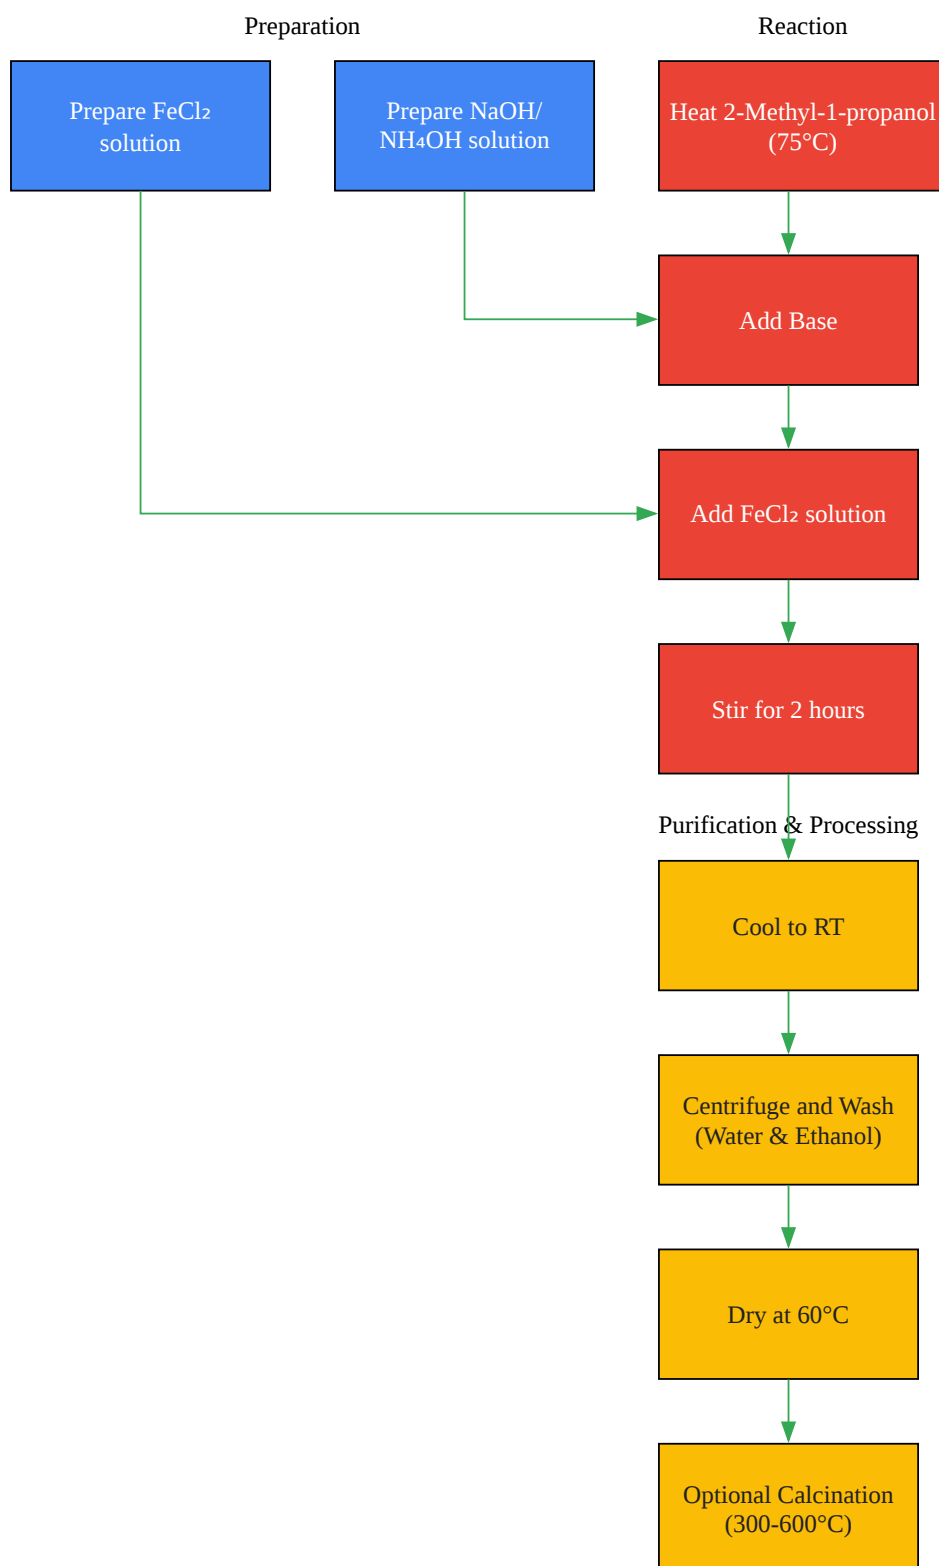 Preparation
Reaction
Prepare FeCl₂
solution
Prepare NaOH/
NH₄OH solution
Heat 2-Methyl-1-propanol
(75°C)
Add Base
Add FeCl₂ solution
Stir for 2 hours
Purification & Processing
Cool to RT
Centrifuge and Wash
(Water & Ethanol)
Dry at 60°C
Optional Calcination
(300-600°C)